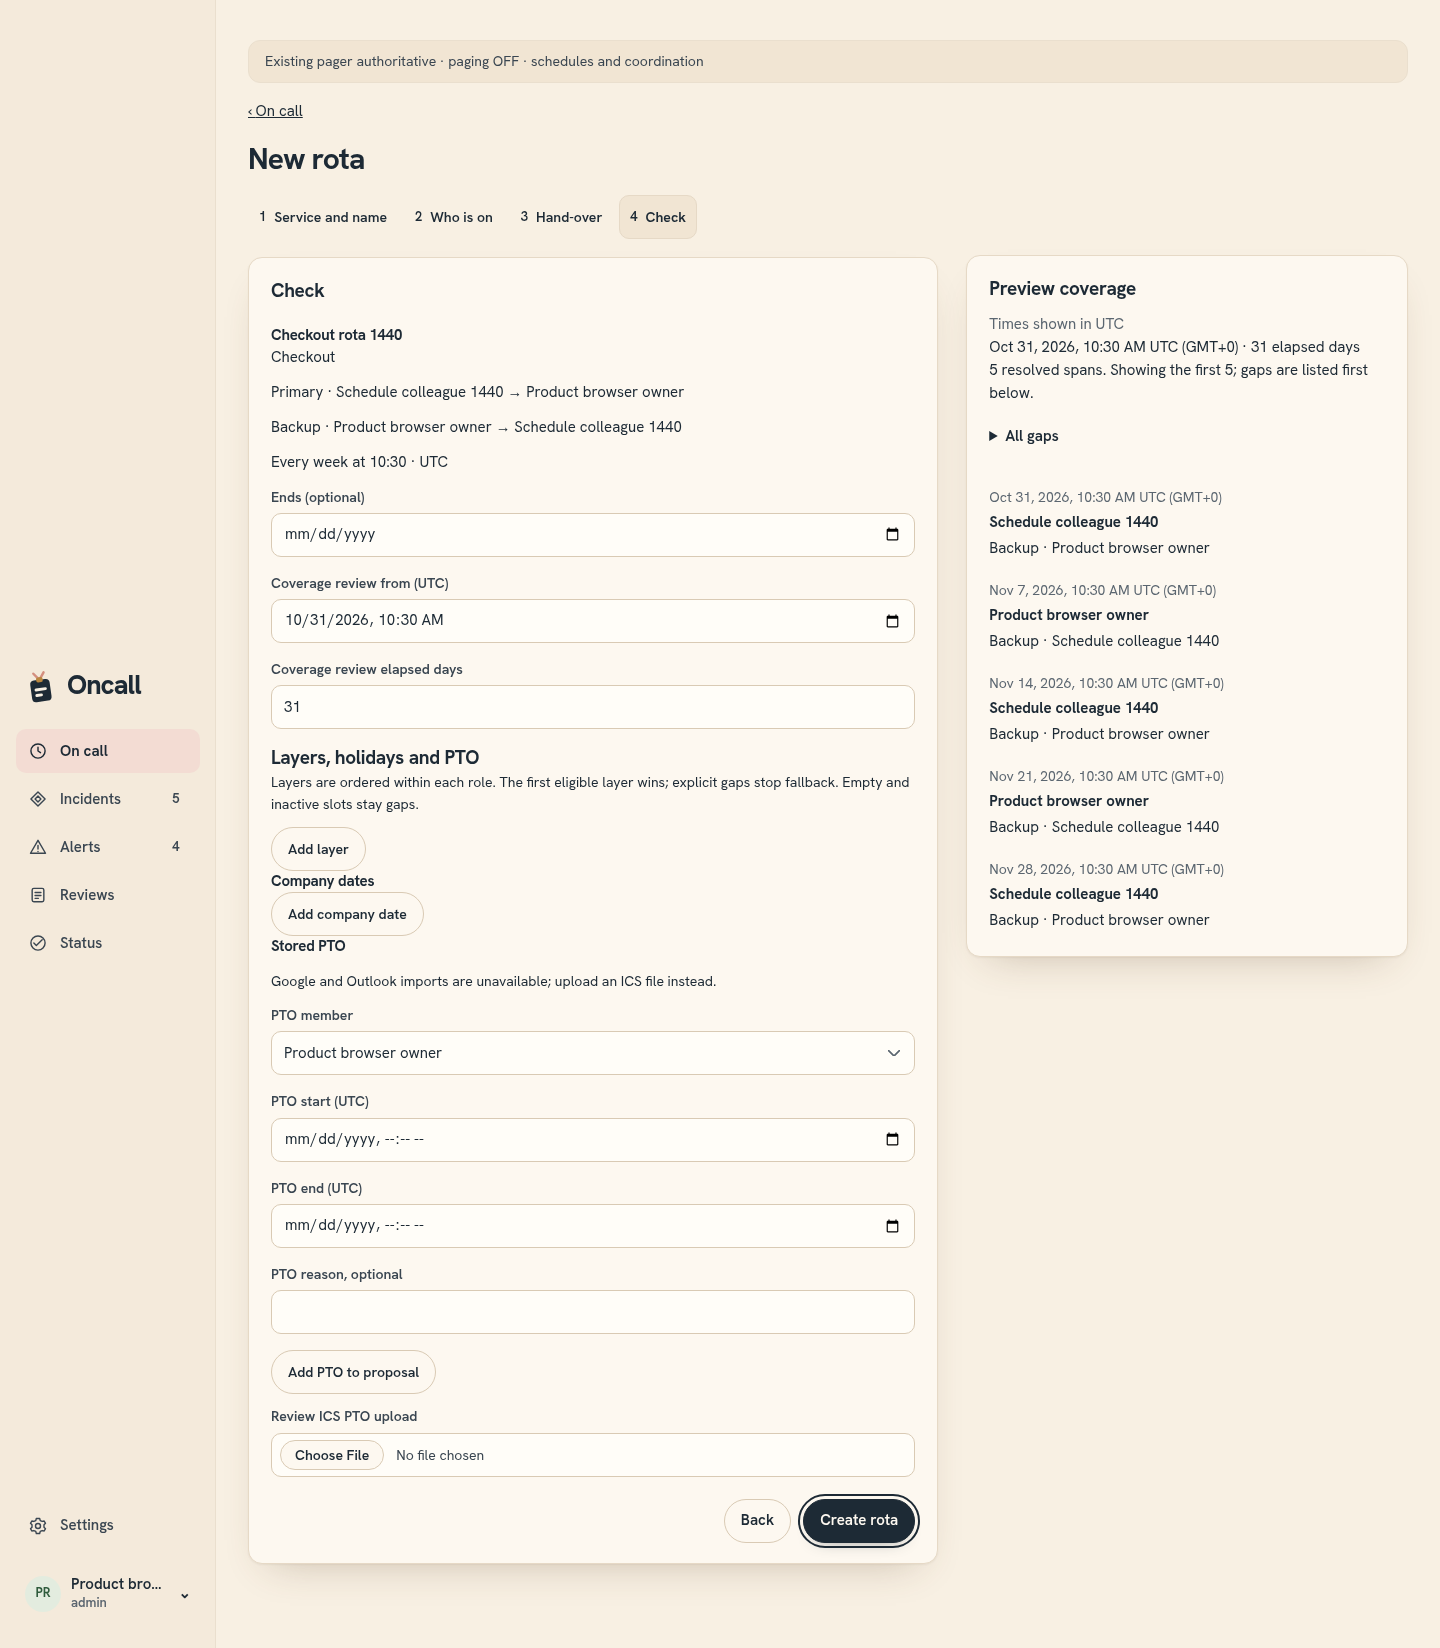 Existing pager authoritative · paging OFF · schedules and coordination
‹ On call
New rota
1 Service and name
2 Who is on
3 Hand-over
4 Check
Check
Checkout rota 1440
Checkout
Primary · Schedule colleague 1440 → Product browser owner
Backup · Product browser owner → Schedule colleague 1440
Every week at 10:30 · UTC
Ends (optional)
mm/dd/yyyy
Coverage review from (UTC)
10/31/2026, 10:30 AM
Coverage review elapsed days
31
Layers, holidays and PTO
Layers are ordered within each role. The first eligible layer wins; explicit gaps stop fallback. Empty and
inactive slots stay gaps.
Add layer
Company dates
Add company date
Stored PTO
Google and Outlook imports are unavailable; upload an ICS file instead.
PTO member
Product browser owner
PTO start (UTC)
mm/dd/yyyy, --:-- --
PTO end (UTC)
mm/dd/yyyy, --:-- --
PTO reason, optional
Add PTO to proposal
Review ICS PTO upload
Choose File No file chosen
Back
Create rota
Preview coverage
Times shown in UTC
Oct 31, 2026, 10:30 AM UTC (GMT+0) · 31 elapsed days
5 resolved spans. Showing the first 5; gaps are listed first
below.
▶ All gaps
Oct 31, 2026, 10:30 AM UTC (GMT+0)
Schedule colleague 1440
Backup · Product browser owner
Nov 7, 2026, 10:30 AM UTC (GMT+0)
Product browser owner
Backup · Schedule colleague 1440
Nov 14, 2026, 10:30 AM UTC (GMT+0)
Schedule colleague 1440
Backup · Product browser owner
Nov 21, 2026, 10:30 AM UTC (GMT+0)
Product browser owner
Backup · Schedule colleague 1440
Nov 28, 2026, 10:30 AM UTC (GMT+0)
Schedule colleague 1440
Backup · Product browser owner
Oncall
On call
Incidents 5
Alerts 4
Reviews
Status
Settings
PR
Product bro...
admin